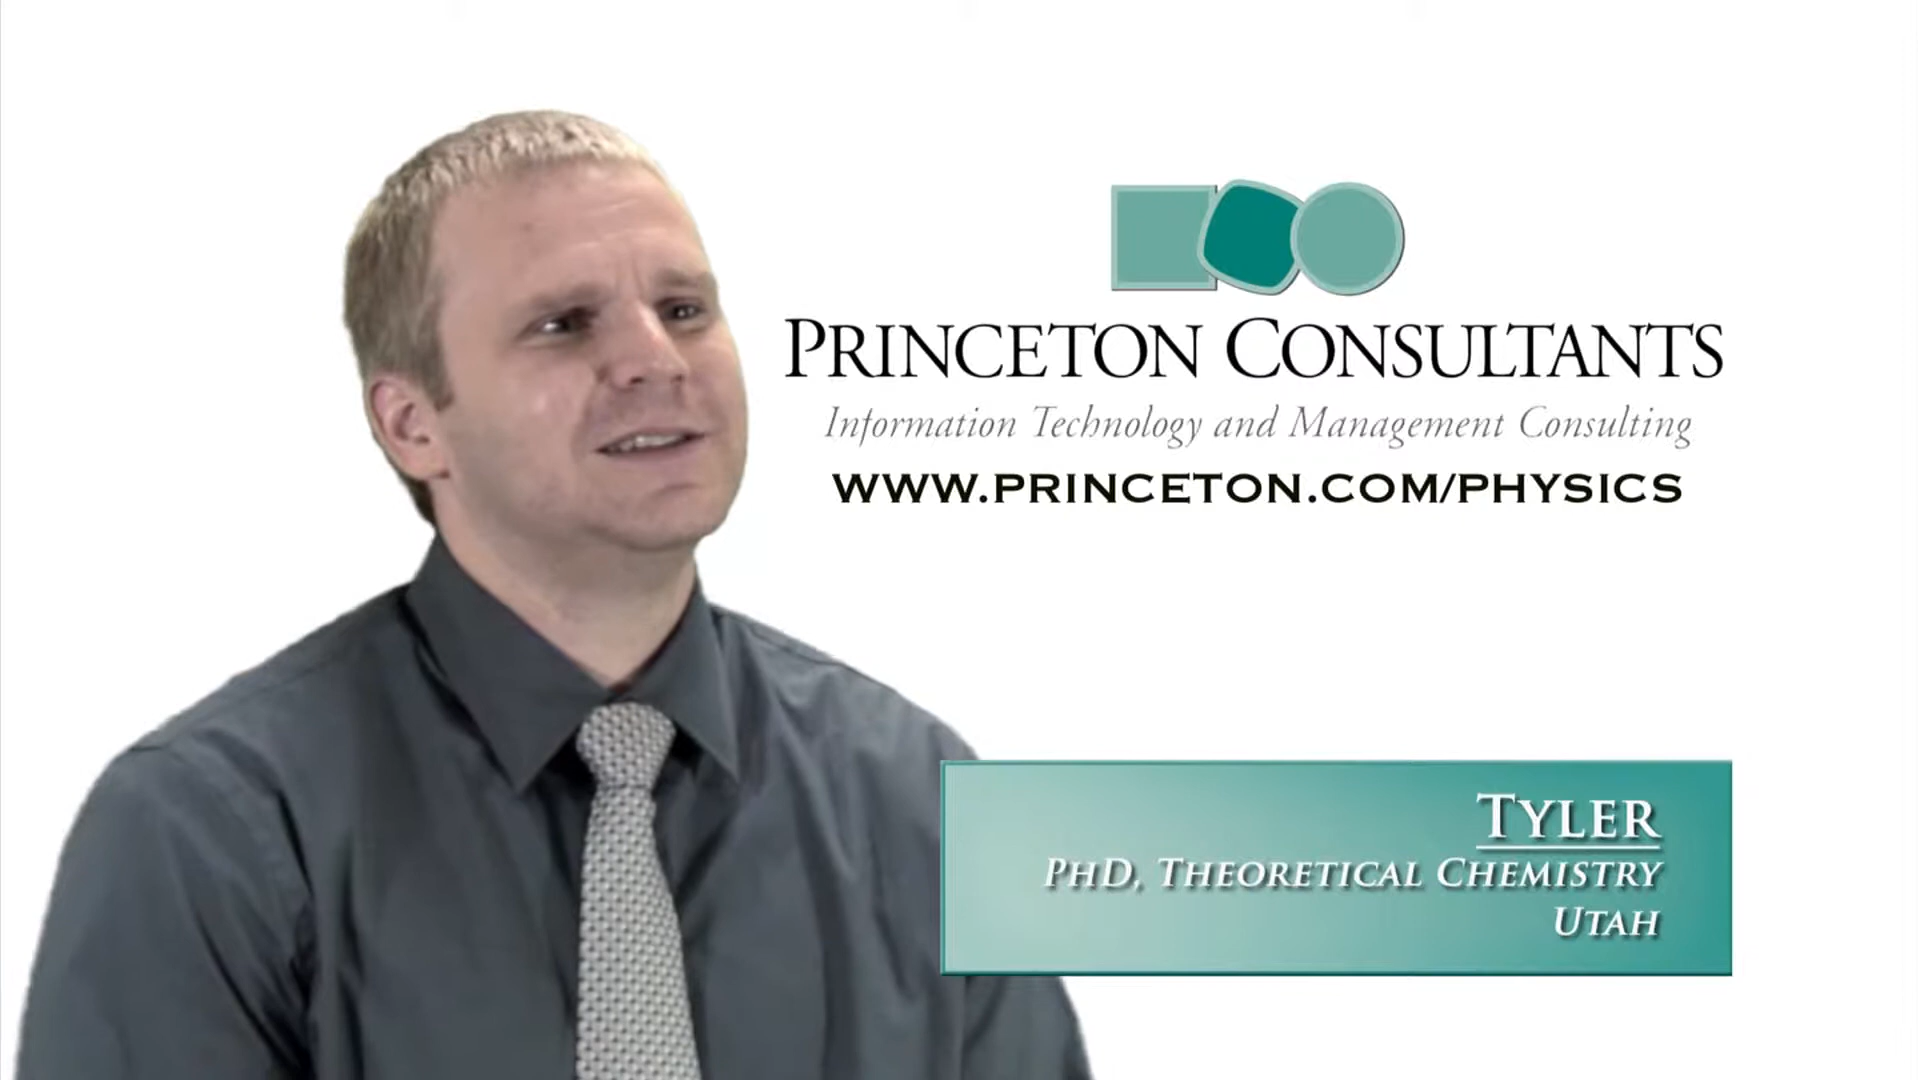 PRINCETON CONSULTANTS
Information Technology and Management Consulting
WWW.PRINCETON.COM/PHYSICS
TYLER
PHD, THEORETICAL CHEMISTRY
UTAH